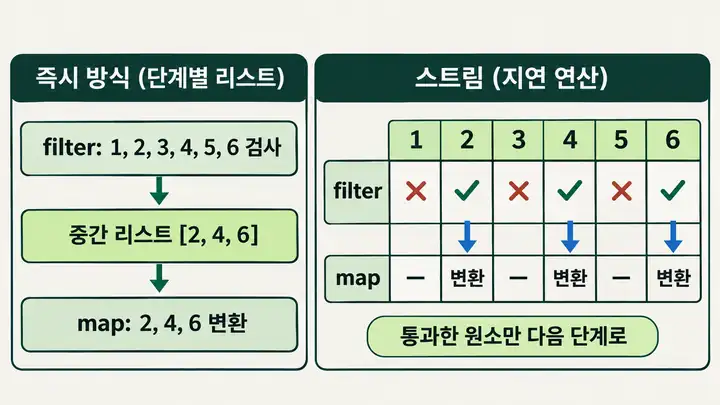 즉시 방식 (단계별 리스트)
filter: 1, 2, 3, 4, 5, 6 검사
중간 리스트 [2, 4, 6]
map: 2, 4, 6 변환
스트림 (지연 연산)
1 2 3 4 5 6
filter ✕ ✓ ✕ ✓ ✕ ✓
map – 변환 – 변환 – 변환
통과한 원소만 다음 단계로